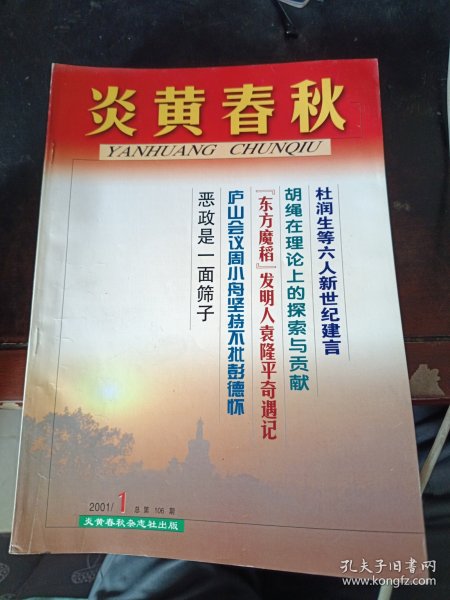 炎黄春秋
YANHUANG CHUNQIU
杜润生等六人新世纪建言
胡绳在理论上的探索与贡献
『东方魔稻』发明人袁隆平奇遇记
庐山会议周小舟坚持不批彭德怀
恶政是一面筛子
2001/1 总第 106 期
炎黄春秋杂志社出版
孔夫子旧书网
www.kongfz.com